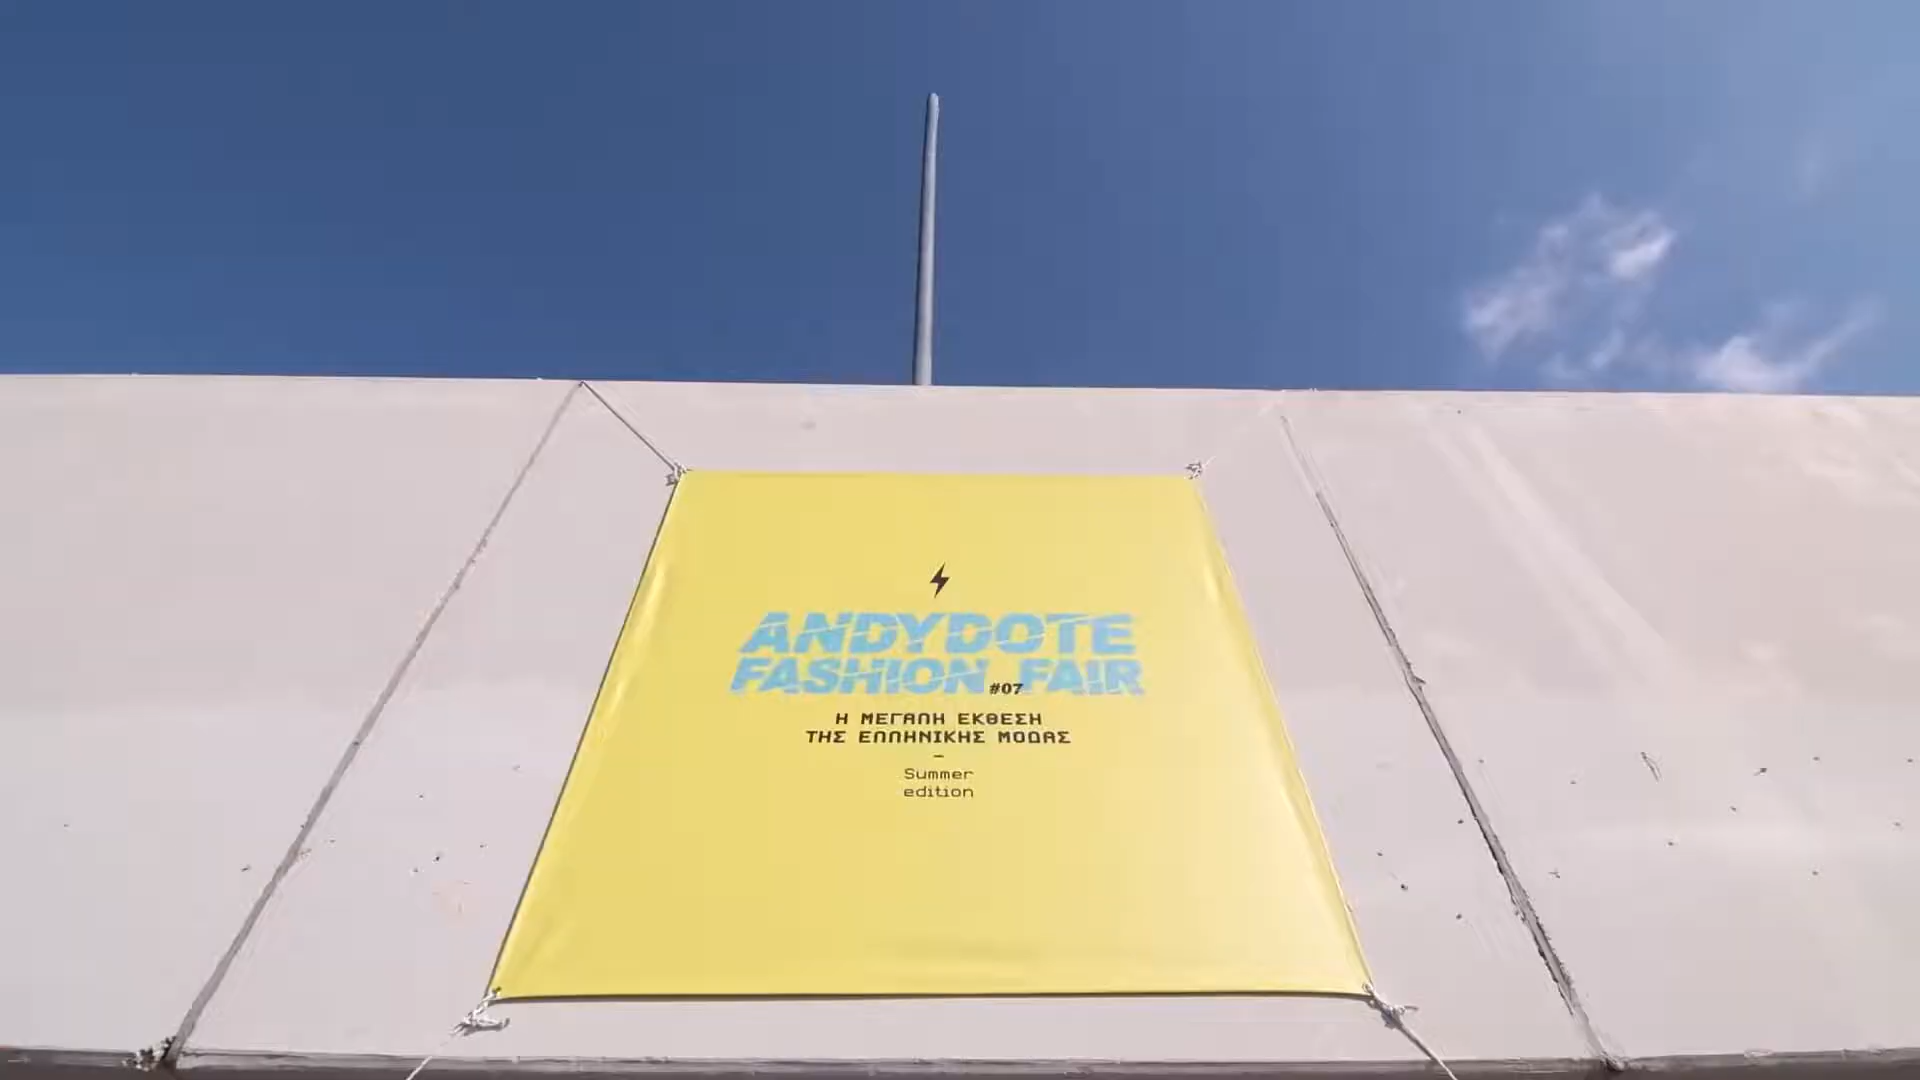 ANDYDOTE
FASHION FAIR
#07
Η ΜΕΓΑΛΗ ΕΚΘΕΣΗ
ΤΗΣ ΕΛΛΗΝΙΚΗΣ ΜΟΔΑΣ
–
Summer
edition